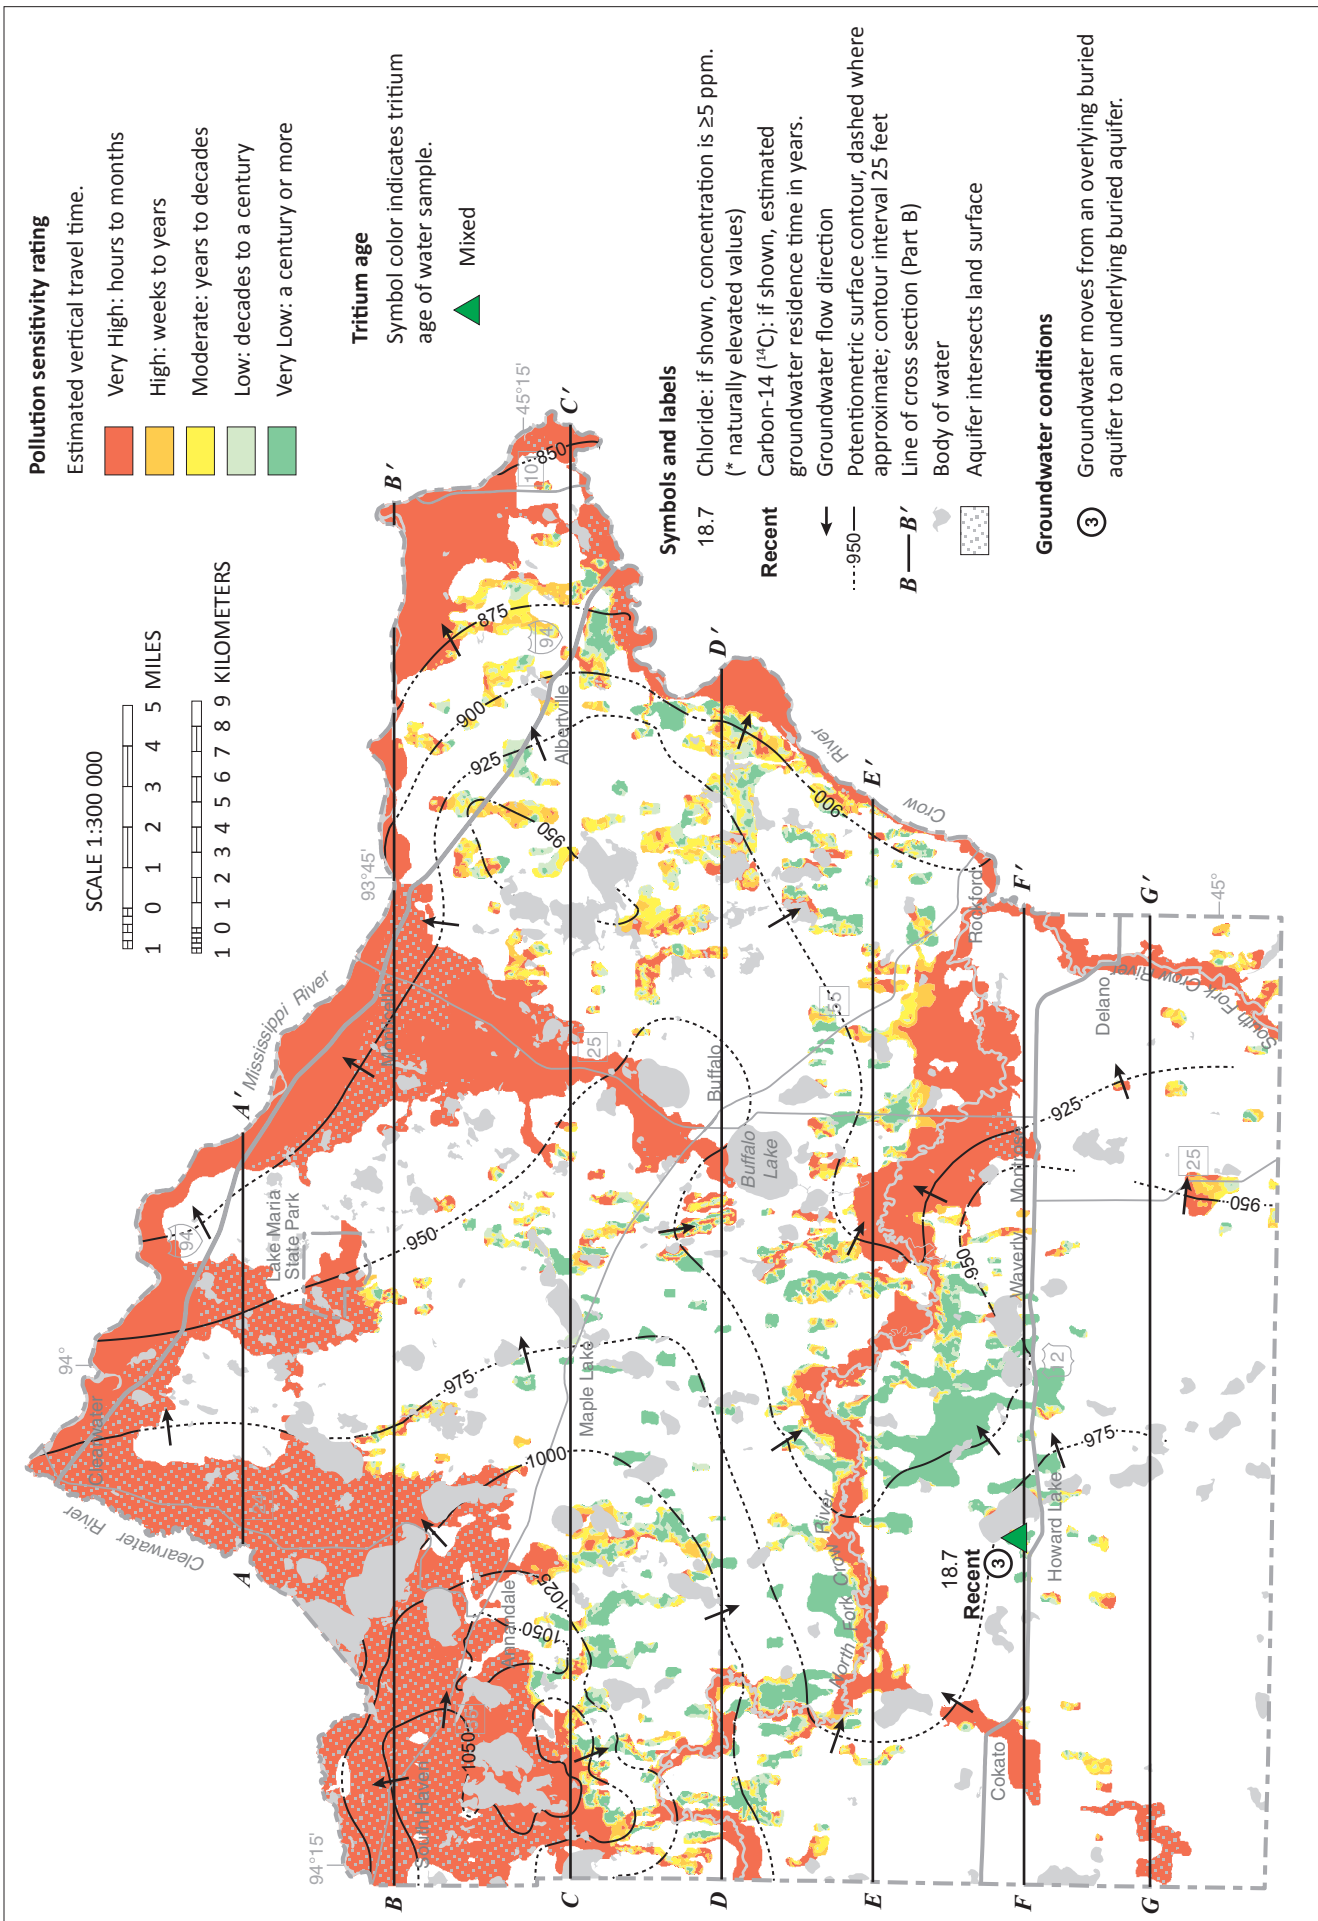 Pollution sensitivity rating
Estimated vertical travel time.
Very High: hours to months
High: weeks to years
Moderate: years to decades
Low: decades to a century
Very Low: a century or more
Tritium age
Symbol color indicates tritium
age of water sample.
Mixed
Symbols and labels
18.7 Chloride: if shown, concentration is ≥5 ppm.
(* naturally elevated values)
Recent Carbon-14 (¹⁴C): if shown, estimated
groundwater residence time in years.
Groundwater flow direction
950 Potentiometric surface contour, dashed where
approximate; contour interval 25 feet
B B′ Line of cross section (Part B)
Body of water
Aquifer intersects land surface
Groundwater conditions
3 Groundwater moves from an overlying buried
aquifer to an underlying buried aquifer.
SCALE 1:300 000
1 0 1 2 3 4 5 MILES
1 0 1 2 3 4 5 6 7 8 9 KILOMETERS
94°15′
94°
93°45′
45°15′
45°
A
A′
B
B′
C
C′
D
D′
E
E′
F
F′
G
G′
Clearwater River
Clearwater
Mississippi River
94
Lake Maria
State Park
Monticello
25
South Haven
Annandale
Maple Lake
Buffalo
Buffalo
Lake
55
Albertville
94
101
Crow
River
Rockford
North Fork Crow River
Cokato
Howard Lake
Waverly
Montrose
12
Delano
South Fork Crow River
25
1050
1050
1025
1000
975
950
925
900
875
850
950
900
950
925
975
950
18.7
Recent
3